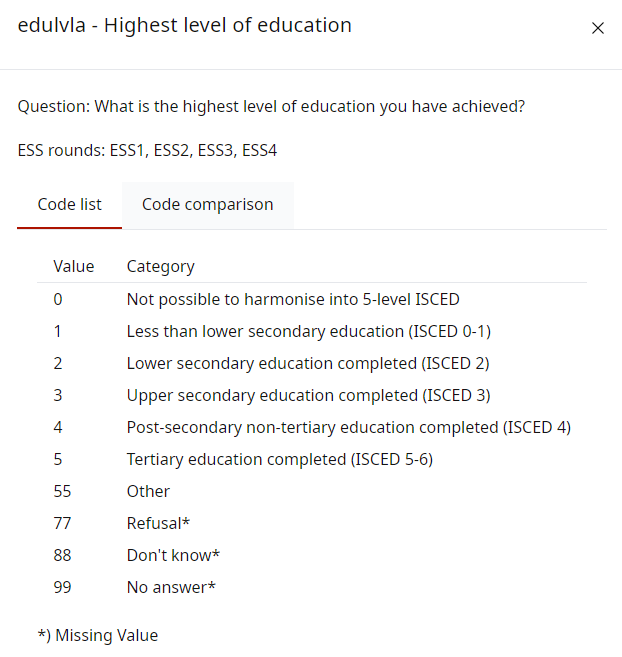 edulvla - Highest level of education
Question: What is the highest level of education you have achieved?
ESS rounds: ESS1, ESS2, ESS3, ESS4
Code list Code comparison
Value Category
0 Not possible to harmonise into 5-level ISCED
1 Less than lower secondary education (ISCED 0-1)
2 Lower secondary education completed (ISCED 2)
3 Upper secondary education completed (ISCED 3)
4 Post-secondary non-tertiary education completed (ISCED 4)
5 Tertiary education completed (ISCED 5-6)
55 Other
77 Refusal*
88 Don't know*
99 No answer*
*) Missing Value